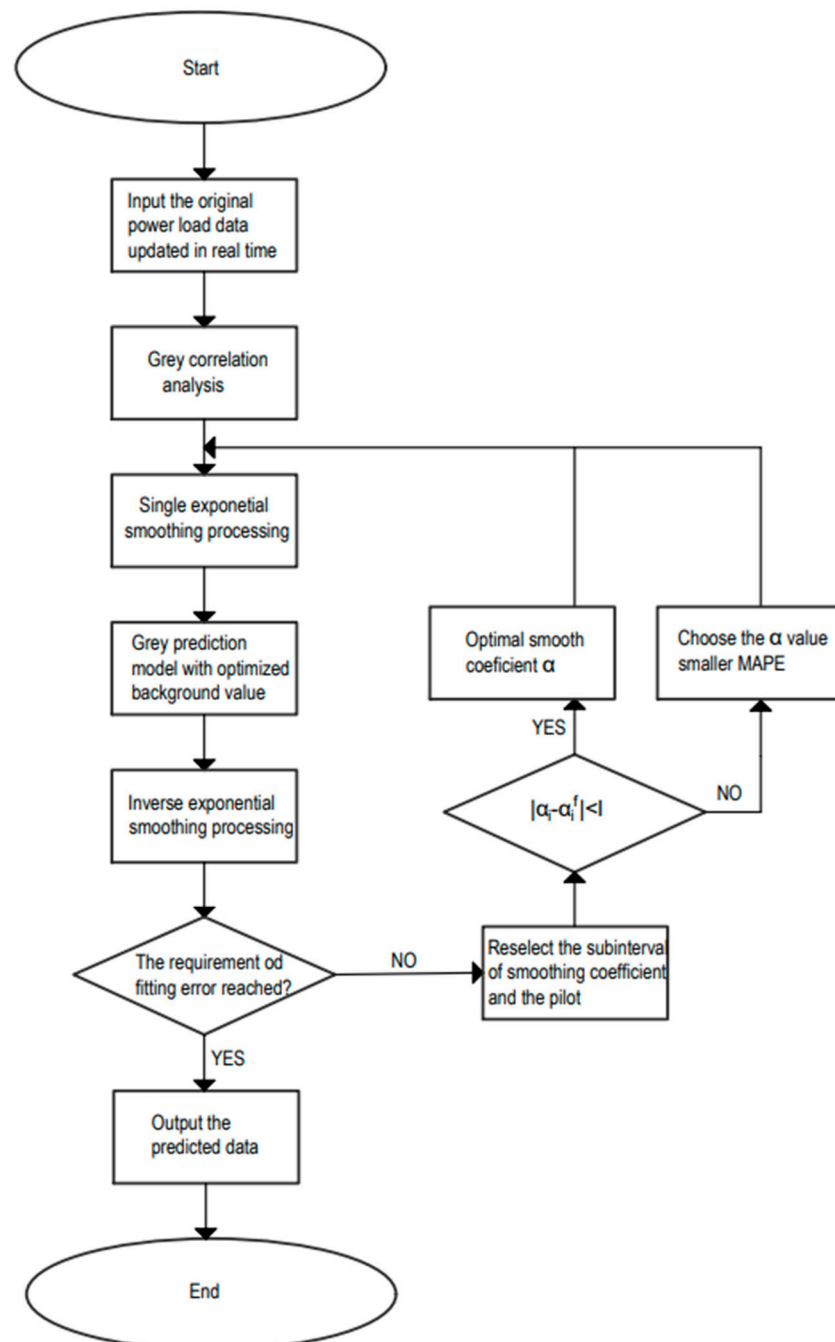 Start
Input the original
power load data
updated in real time
Grey correlation
analysis
Single exponetial
smoothing processing
Grey prediction
model with optimized
background value
Optimal smooth
coeficient α
Choose the α value
smaller MAPE
YES
Inverse exponential
smoothing processing
|αᵢ-αᵢᶠ|<l
NO
The requirement od
fitting error reached?
NO
Reselect the subinterval
of smoothing coefficient
and the pilot
YES
Output the
predicted data
End